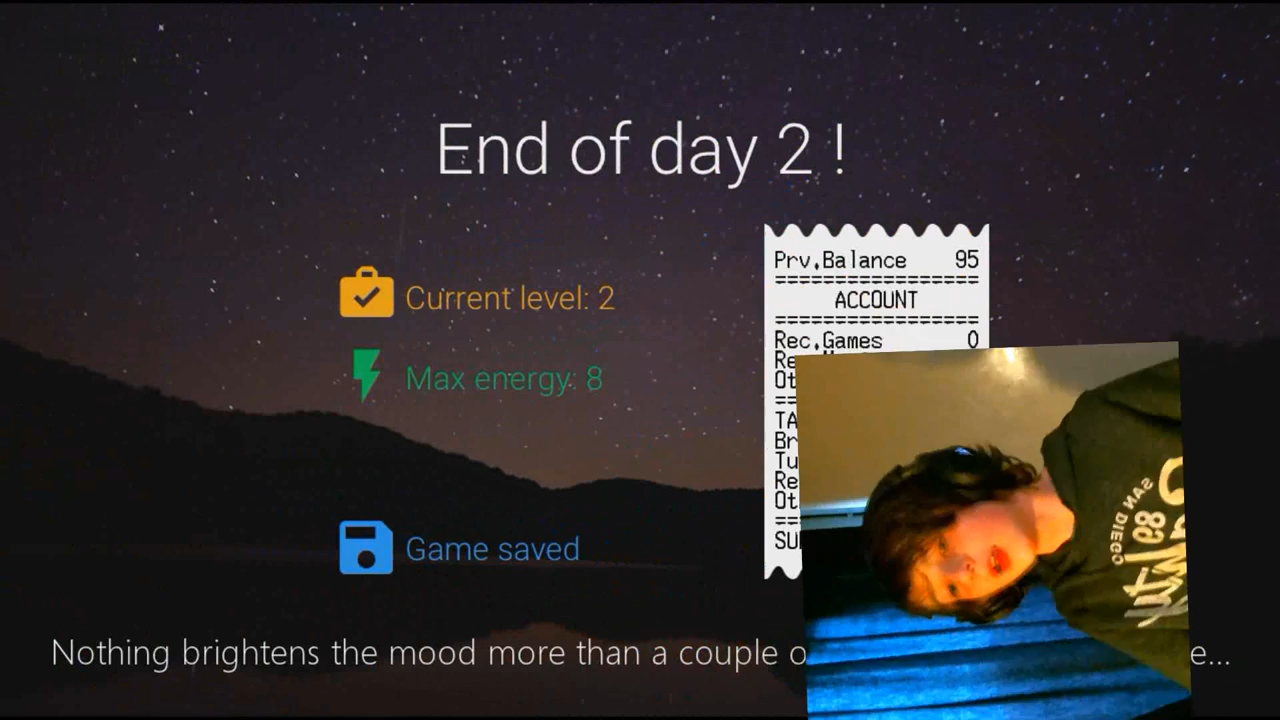 End of day 2 !
Current level: 2
Max energy: 8
Game saved
Prv.Balance 95
ACCOUNT
Rec.Games 0
Nothing brightens the mood more than a couple
SAN DIEGO
89